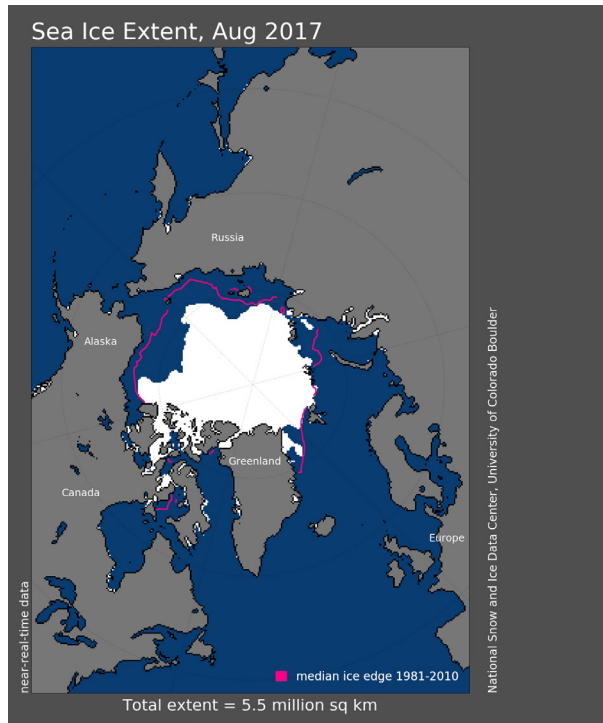 Sea Ice Extent, Aug 2017
Russia
Alaska
Greenland
Canada
Europe
near-real-time data
National Snow and Ice Data Center, University of Colorado Boulder
median ice edge 1981-2010
Total extent = 5.5 million sq km